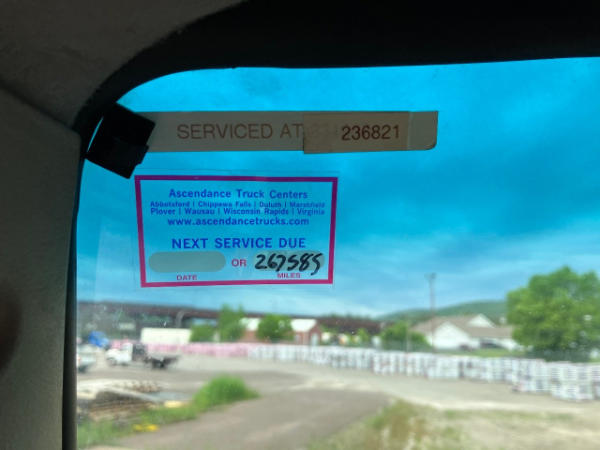 SERVICED AT 236821
Ascendance Truck Centers
Abbotsford | Chippewa Falls | Duluth | Marshfield
Plover | Wausau | Wisconsin Rapids | Virginia
www.ascendancetrucks.com
NEXT SERVICE DUE
OR 267585
DATE MILES